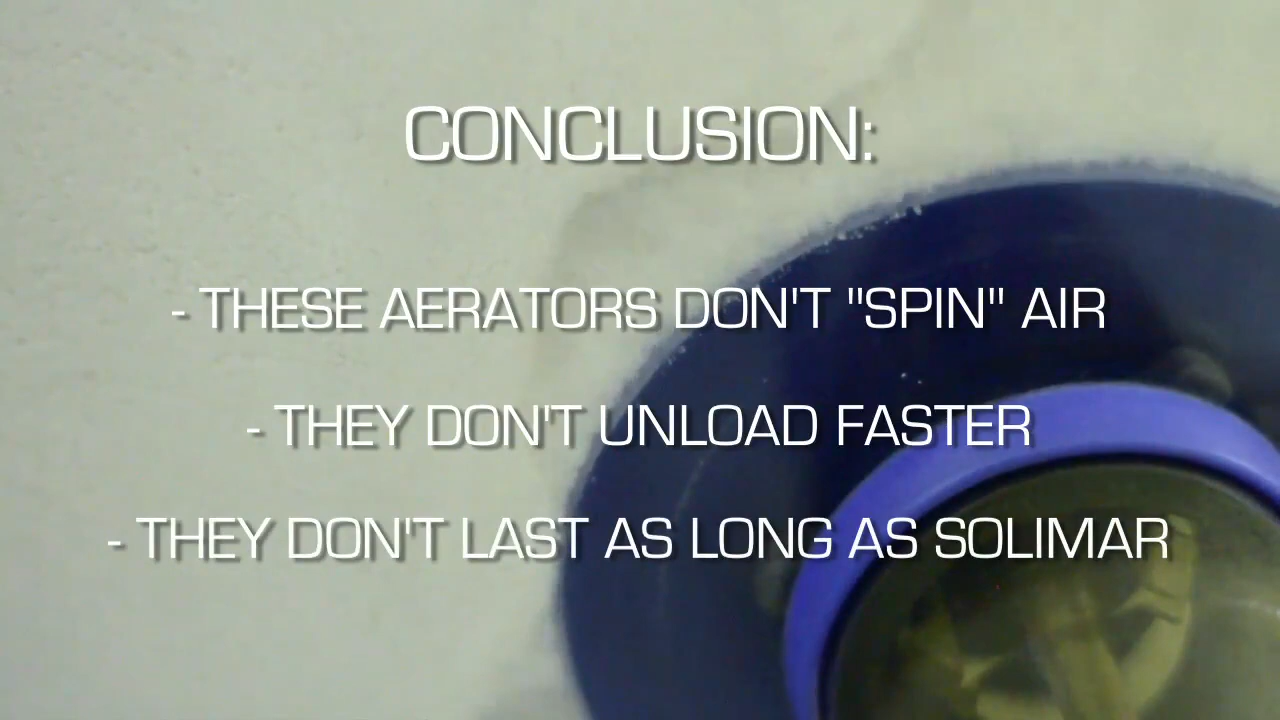 CONCLUSION:
- THESE AERATORS DON'T "SPIN" AIR
- THEY DON'T UNLOAD FASTER
- THEY DON'T LAST AS LONG AS SOLIMAR